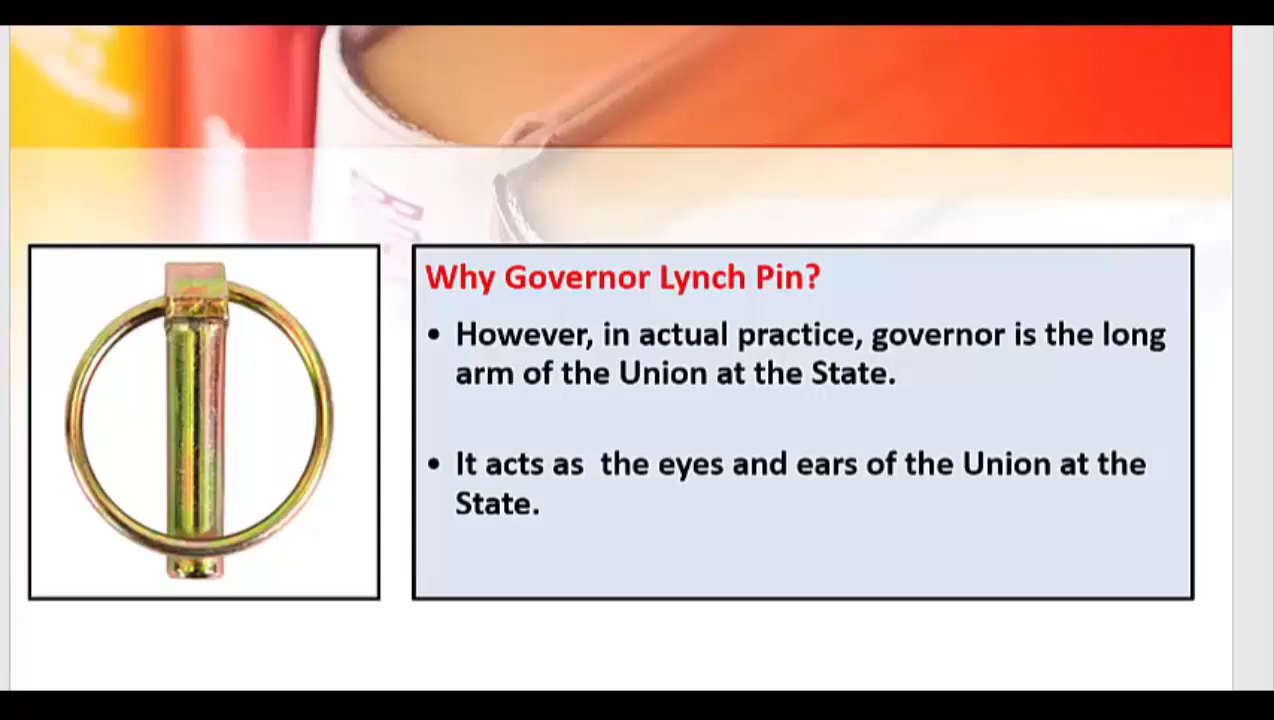 Why Governor Lynch Pin?
• However, in actual practice, governor is the long
arm of the Union at the State.
• It acts as  the eyes and ears of the Union at the
State.